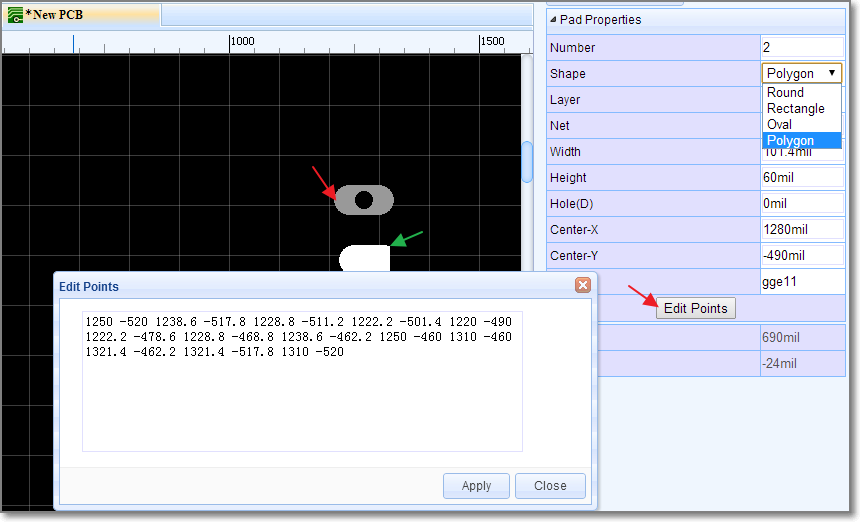 *New PCB
1000
1500
Pad Properties
Number 2
Shape Polygon
Round
Layer Rectangle
Net Oval
Polygon
Width 101.4mil
Height 60mil
Hole(D) 0mil
Center-X 1280mil
Center-Y -490mil
gge11
Edit Points
690mil
-24mil
Edit Points
1250 -520 1238.6 -517.8 1228.8 -511.2 1222.2 -501.4 1220 -490
1222.2 -478.6 1228.8 -468.8 1238.6 -462.2 1250 -460 1310 -460
1321.4 -462.2 1321.4 -517.8 1310 -520
Apply Close